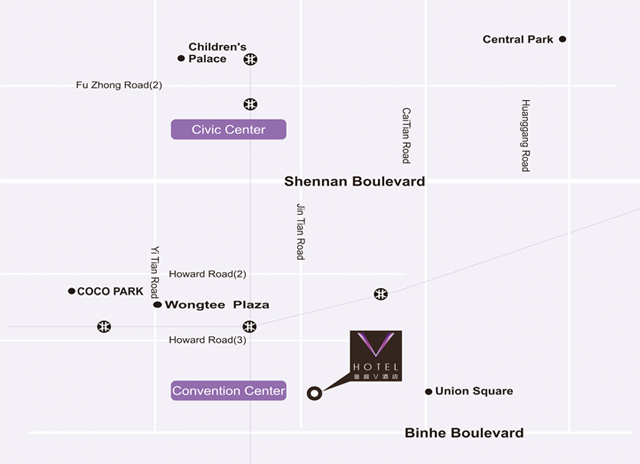 Children's
Palace
Central Park
Fu Zhong Road(2)
Civic Center
CaiTian Road
Huanggang Road
Shennan Boulevard
Jin Tian Road
Yi Tian Road
Howard Road(2)
COCO PARK
Wongtee Plaza
Howard Road(3)
V
HOTEL
皇庭V酒店
Convention Center
Union Square
Binhe Boulevard